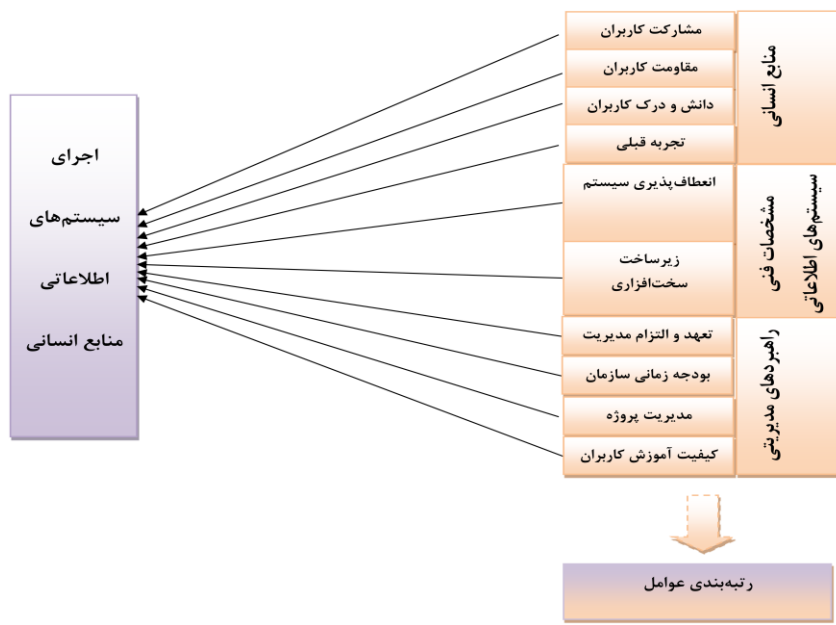 منابع انسانی
مشارکت کاربران
مقاومت کاربران
دانش و درک کاربران
تجربه قبلی
مشخصات فنی
سیستم‌های اطلاعاتی
انعطاف‌پذیری سیستم
زیرساخت
سخت‌افزاری
راهبردهای مدیریتی
تعهد و التزام مدیریت
بودجه زمانی سازمان
مدیریت پروژه
کیفیت آموزش کاربران
اجرای
سیستم‌های
اطلاعاتی
منابع انسانی
رتبه‌بندی عوامل